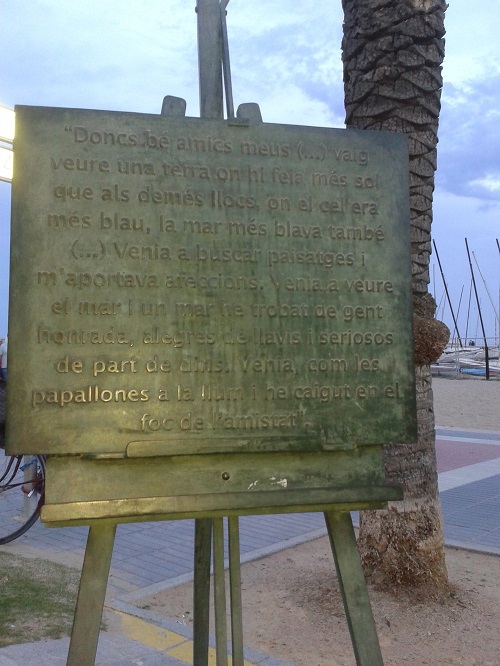 "Doncs bé amics meus (...) vaig
veure una terra on hi feia més sol
que als demés llocs, on el cel era
més blau, la mar més blava també
(...) Venia a buscar paisatges i
m'aportava afeccions. Venia a veure
el mar i un mar he trobat de gent
honrada, alegres de llavis i seriosos
de part de dins. Venia, com les
papallones a la llum i he caigut en el
foc de l'amistat".